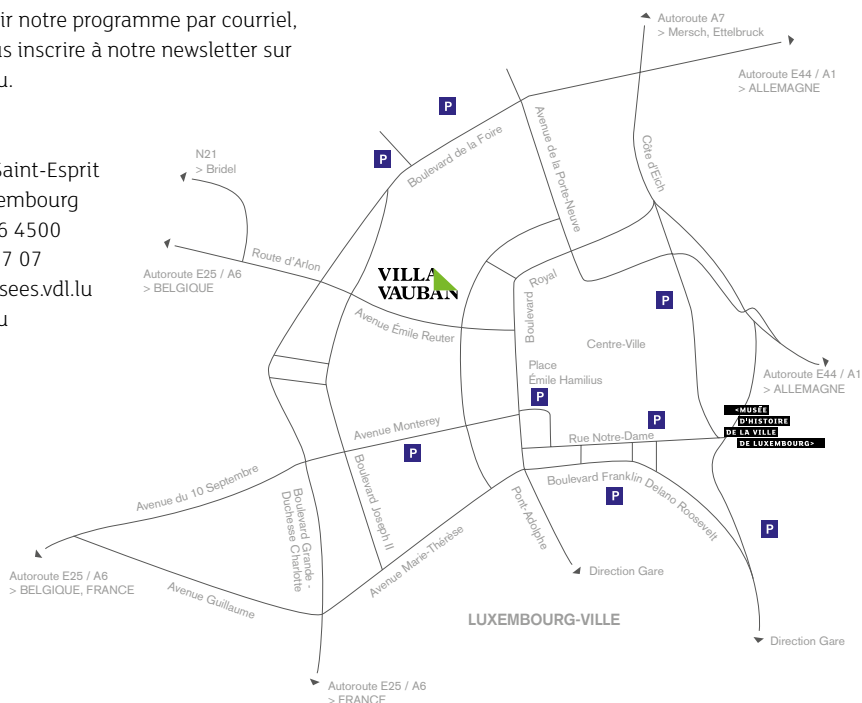 ir notre programme par courriel,
us inscrire à notre newsletter sur
u.
Saint-Esprit
embourg
6 4500
7 07
sees.vdl.lu
u
Autoroute A7
> Mersch, Ettelbruck
Autoroute E44 / A1
> ALLEMAGNE
P
P
Boulevard de la Foire
Avenue de la Porte-Neuve
Côte d'Eich
N21
> Bridel
Route d'Arlon
Autoroute E25 / A6
> BELGIQUE
VILLA
VAUBAN
Avenue Émile Reuter
Boulevard
Royal
P
Centre-Ville
Place
Émile Hamilius
P
Autoroute E44 / A1
> ALLEMAGNE
<MUSÉE
D'HISTOIRE
DE LA VILLE
DE LUXEMBOURG>
P
Rue Notre-Dame
Avenue Monterey
P
Boulevard Joseph II
Avenue du 10 Septembre
Boulevard Grande -
Duchesse Charlotte
Boulevard Franklin Delano Roosevelt
P
Pont-Adolphe
P
Avenue Marie-Thérèse
Autoroute E25 / A6
> BELGIQUE, FRANCE
Avenue Guillaume
Direction Gare
LUXEMBOURG-VILLE
Direction Gare
Autoroute E25 / A6
> FRANCE